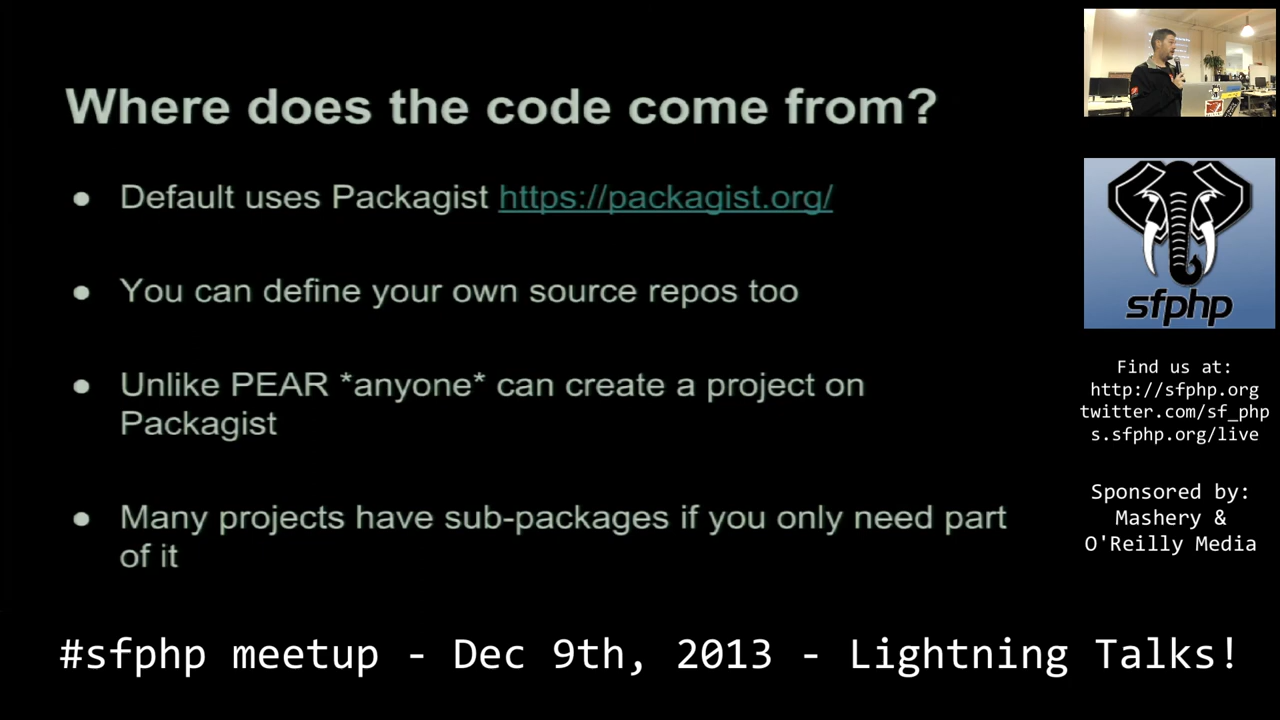 Where does the code come from?
● Default uses Packagist https://packagist.org/
● You can define your own source repos too
● Unlike PEAR *anyone* can create a project on
Packagist
● Many projects have sub-packages if you only need part
of it
sfphp
Find us at:
http://sfphp.org
twitter.com/sf_php
s.sfphp.org/live
Sponsored by:
Mashery &
O'Reilly Media
#sfphp meetup - Dec 9th, 2013 - Lightning Talks!